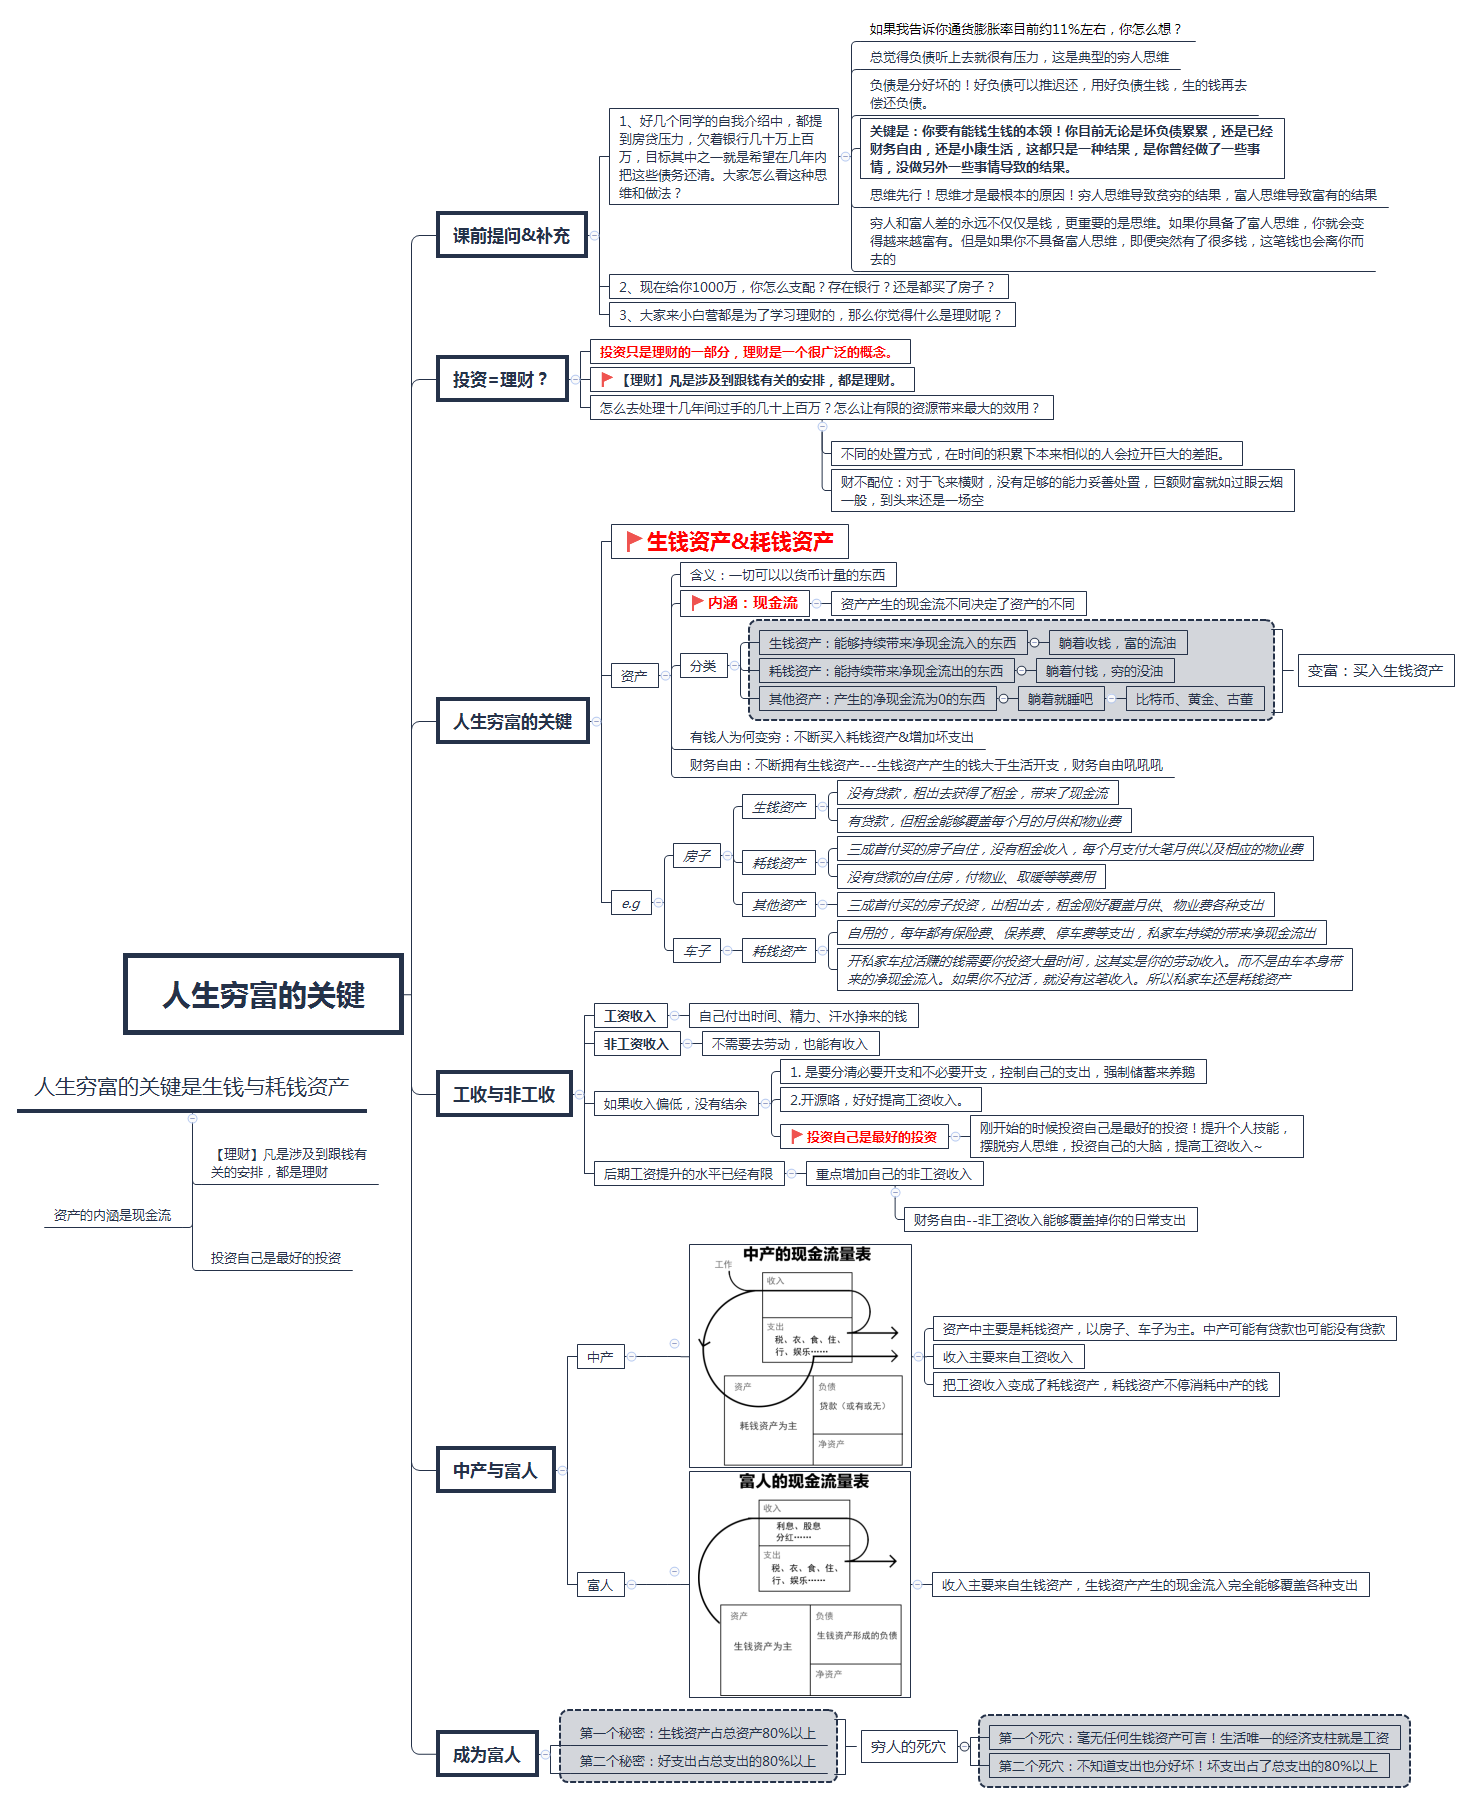 如果我告诉你通货膨胀率目前约11%左右，你怎么想？
总觉得负债听上去就很有压力，这是典型的穷人思维
负债是分好坏的！好负债可以推迟还，用好负债生钱，生的钱再去
偿还负债。
1、好几个同学的自我介绍中，都提
到房贷压力，欠着银行几十万上百
万，目标其中之一就是希望在几年内
把这些债务还清。大家怎么看这种思
维和做法？
关键是：你要有能钱生钱的本领！你目前无论是坏负债累累，还是已经
财务自由，还是小康生活，这都只是一种结果，是你曾经做了一些事
情，没做另外一些事情导致的结果。
思维先行！思维才是最根本的原因！穷人思维导致贫穷的结果，富人思维导致富有的结果
穷人和富人差的永远不仅仅是钱，更重要的是思维。如果你具备了富人思维，你就会变
得越来越富有。但是如果你不具备富人思维，即便突然有了很多钱，这笔钱也会离你而
去的
课前提问&补充
2、现在给你1000万，你怎么支配？存在银行？还是都买了房子？
3、大家来小白营都是为了学习理财的，那么你觉得什么是理财呢？
投资=理财？
投资只是理财的一部分，理财是一个很广泛的概念。
【理财】凡是涉及到跟钱有关的安排，都是理财。
怎么去处理十几年间过手的几十上百万？怎么让有限的资源带来最大的效用？
不同的处置方式，在时间的积累下本来相似的人会拉开巨大的差距。
财不配位：对于飞来横财，没有足够的能力妥善处置，巨额财富就如过眼云烟
一般，到头来还是一场空
人生穷富的关键
生钱资产&耗钱资产
资产
含义：一切可以以货币计量的东西
内涵：现金流
资产产生的现金流不同决定了资产的不同
分类
生钱资产：能够持续带来净现金流入的东西
躺着收钱，富的流油
耗钱资产：能持续带来净现金流出的东西
躺着付钱，穷的没油
其他资产：产生的净现金流为0的东西
躺着就睡吧
比特币、黄金、古董
变富：买入生钱资产
有钱人为何变穷：不断买入耗钱资产&增加坏支出
财务自由：不断拥有生钱资产---生钱资产产生的钱大于生活开支，财务自由吼吼吼
e.g
房子
生钱资产
没有贷款，租出去获得了租金，带来了现金流
有贷款，但租金能够覆盖每个月的月供和物业费
耗钱资产
三成首付买的房子自住，没有租金收入，每个月支付大笔月供以及相应的物业费
没有贷款的自住房，付物业、取暖等等费用
其他资产
三成首付买的房子投资，出租出去，租金刚好覆盖月供、物业费各种支出
车子
耗钱资产
自用的，每年都有保险费、保养费、停车费等支出，私家车持续的带来净现金流出
开私家车拉活赚的钱需要你投资大量时间，这其实是你的劳动收入。而不是由车本身带
来的净现金流入。如果你不拉活，就没有这笔收入。所以私家车还是耗钱资产
人生穷富的关键
工收与非工收
工资收入
自己付出时间、精力、汗水挣来的钱
非工资收入
不需要去劳动，也能有收入
如果收入偏低，没有结余
1. 是要分清必要开支和不必要开支，控制自己的支出，强制储蓄来养鹅
2.开源咯，好好提高工资收入。
投资自己是最好的投资
刚开始的时候投资自己是最好的投资！提升个人技能，
摆脱穷人思维，投资自己的大脑，提高工资收入~
后期工资提升的水平已经有限
重点增加自己的非工资收入
财务自由--非工资收入能够覆盖掉你的日常支出
人生穷富的关键是生钱与耗钱资产
【理财】凡是涉及到跟钱有
关的安排，都是理财
资产的内涵是现金流
投资自己是最好的投资
中产与富人
中产
中产的现金流量表
工作
收入
支出
税、衣、食、住、
行、娱乐……
资产
耗钱资产为主
负债
贷款（或有或无）
净资产
资产中主要是耗钱资产，以房子、车子为主。中产可能有贷款也可能没有贷款
收入主要来自工资收入
把工资收入变成了耗钱资产，耗钱资产不停消耗中产的钱
富人
富人的现金流量表
收入
利息、股息
分红……
支出
税、衣、食、住、
行、娱乐……
资产
生钱资产为主
负债
生钱资产形成的负债
净资产
收入主要来自生钱资产，生钱资产产生的现金流入完全能够覆盖各种支出
成为富人
第一个秘密：生钱资产占总资产80%以上
第二个秘密：好支出占总支出的80%以上
穷人的死穴
第一个死穴：毫无任何生钱资产可言！生活唯一的经济支柱就是工资
第二个死穴：不知道支出也分好坏！坏支出占了总支出的80%以上